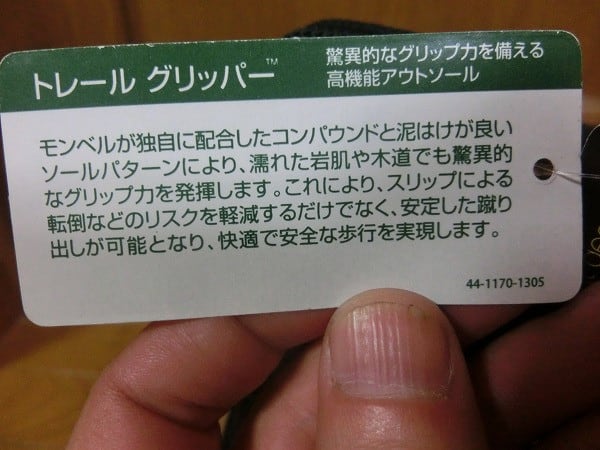 トレール グリッパー™
驚異的なグリップ力を備える
高機能アウトソール
モンベルが独自に配合したコンパウンドと泥はけが良い
ソールパターンにより、濡れた岩肌や木道でも驚異的
なグリップ力を発揮します。これにより、スリップによる
転倒などのリスクを軽減するだけでなく、安定した蹴り
出しが可能となり、快適で安全な歩行を実現します。
44-1170-1305